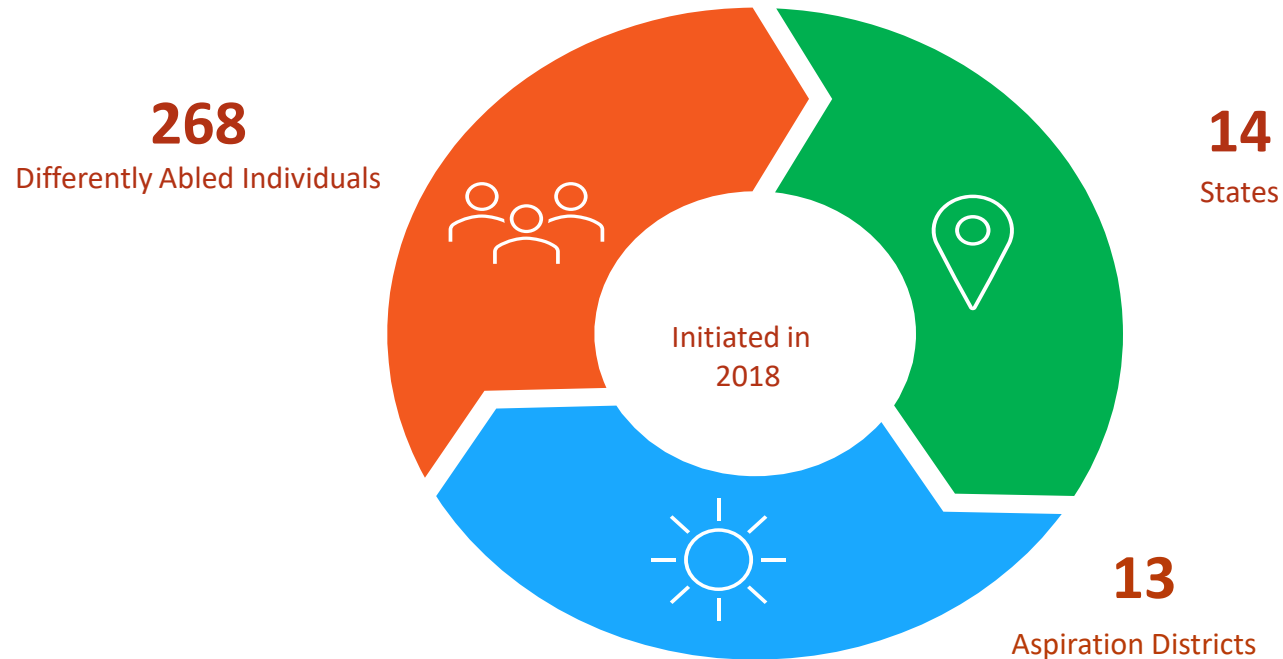 268
Differently Abled Individuals
14
States
Initiated in
2018
13
Aspiration Districts